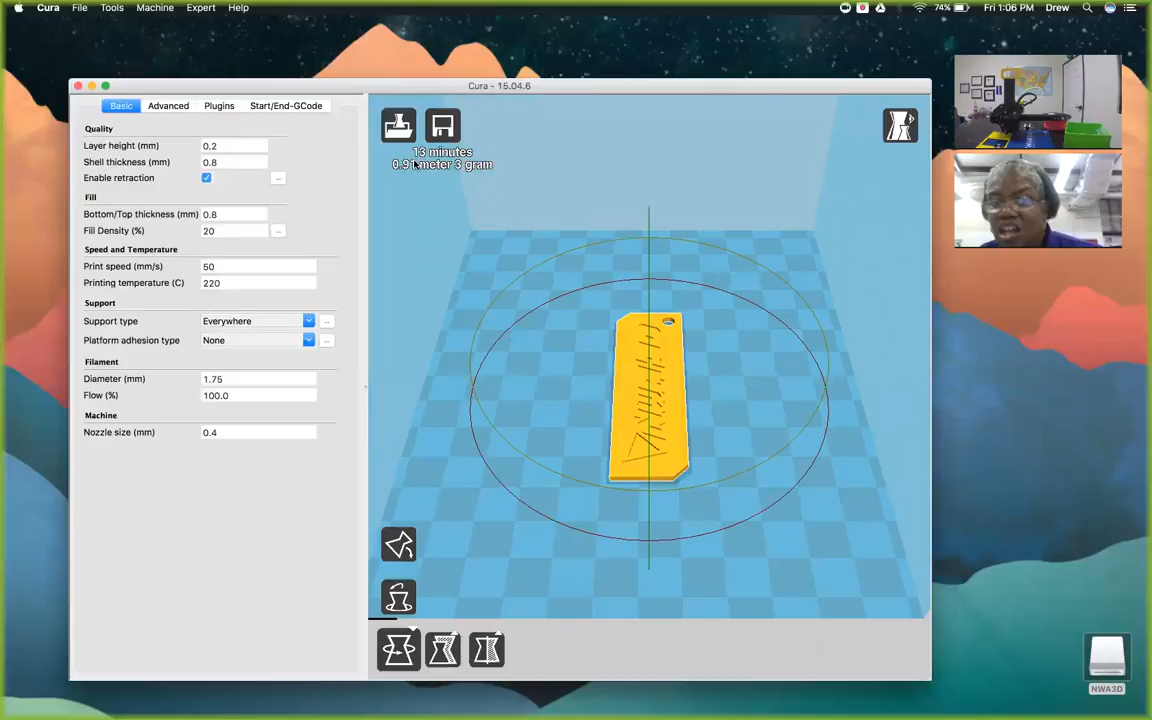 Cura File Tools Machine Expert Help
74% Fri 1:06 PM Drew
Cura - 15.04.6
Basic Advanced Plugins Start/End-GCode
Quality
Layer height (mm) 0.2
Shell thickness (mm) 0.8
Enable retraction ...
Fill
Bottom/Top thickness (mm) 0.8
Fill Density (%) 20 ...
Speed and Temperature
Print speed (mm/s) 50
Printing temperature (C) 220
Support
Support type Everywhere ...
Platform adhesion type None ...
Filament
Diameter (mm) 1.75
Flow (%) 100.0
Machine
Nozzle size (mm) 0.4
13 minutes
meter 3 gram
NWA3D